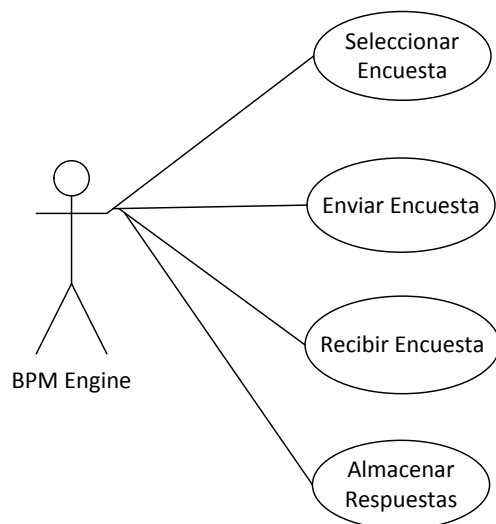 Seleccionar
Encuesta
Enviar Encuesta
Recibir Encuesta
BPM Engine
Almacenar
Respuestas